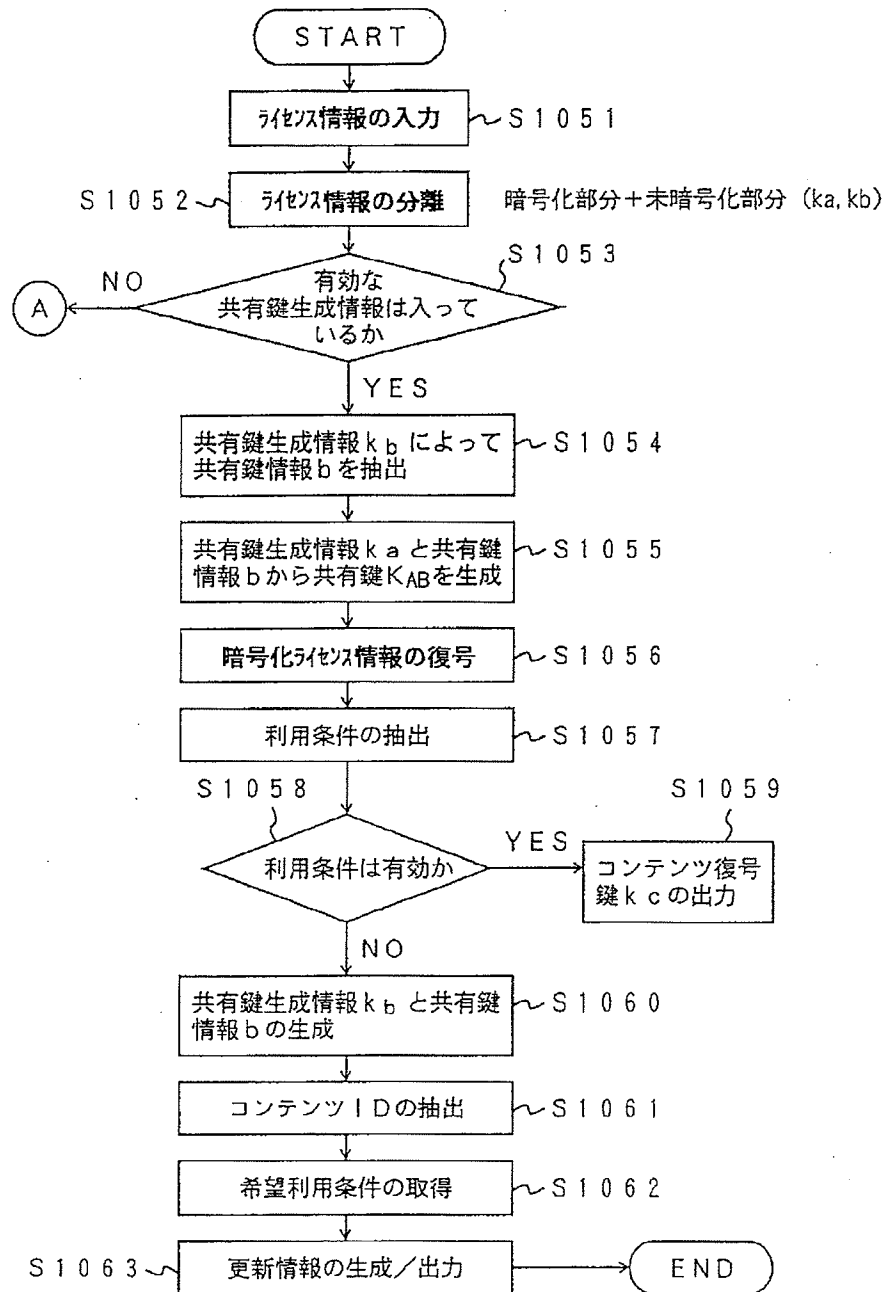 START
ライセンス情報の入力
S1051
S1052
ライセンス情報の分離
暗号化部分+未暗号化部分 (ka,kb)
S1053
NO
A
有効な
共有鍵生成情報は入って
いるか
YES
共有鍵生成情報kbによって
共有鍵情報bを抽出
S1054
共有鍵生成情報kaと共有鍵
情報bから共有鍵KABを生成
S1055
暗号化ライセンス情報の復号
S1056
利用条件の抽出
S1057
S1058
S1059
利用条件は有効か
YES
コンテンツ復号
鍵kcの出力
NO
共有鍵生成情報kbと共有鍵
情報bの生成
S1060
コンテンツIDの抽出
S1061
希望利用条件の取得
S1062
S1063
更新情報の生成/出力
END